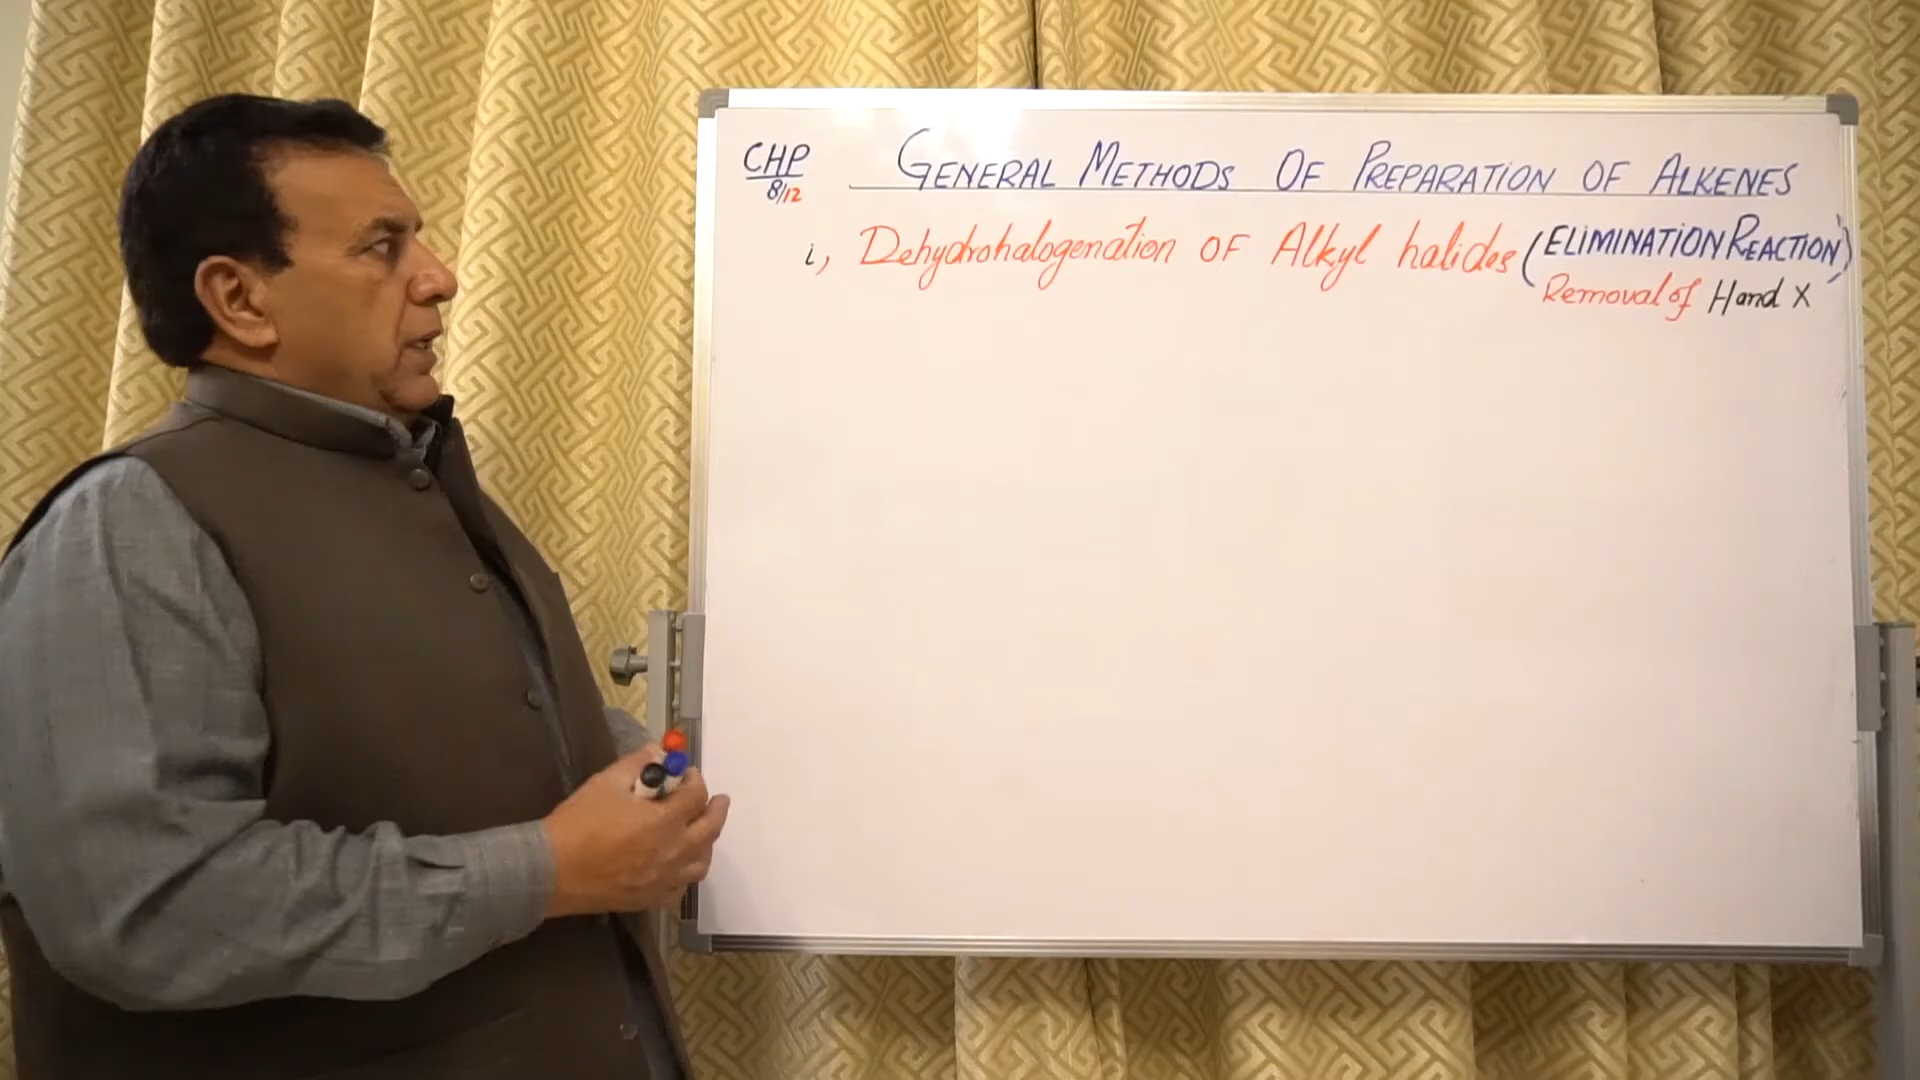 CHP GENERAL METHODS OF PREPARATION OF ALKENES
8/12
i, Dehydrohalogenation OF Alkyl halides (ELIMINATION REACTION)
Removal of H and X